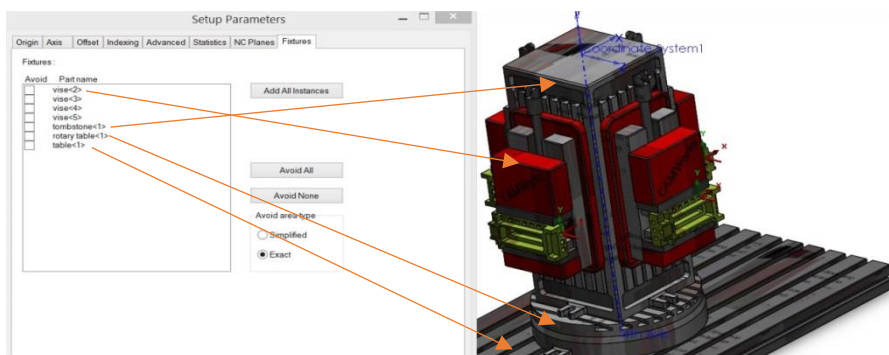 Setup Parameters
Origin Axis Offset Indexing Advanced Statistics NC Planes Fixtures
Fixtures :
Avoid Part name
vise<2>
vise<3>
vise<4>
vise<5>
tombstone<1>
rotary table<1>
table<1>
Add All Instances
Avoid All
Avoid None
Avoid area type
Simplified
Exact
Coordinate System1
X
Z
CAMWorks
Y
X
Y
X
Y